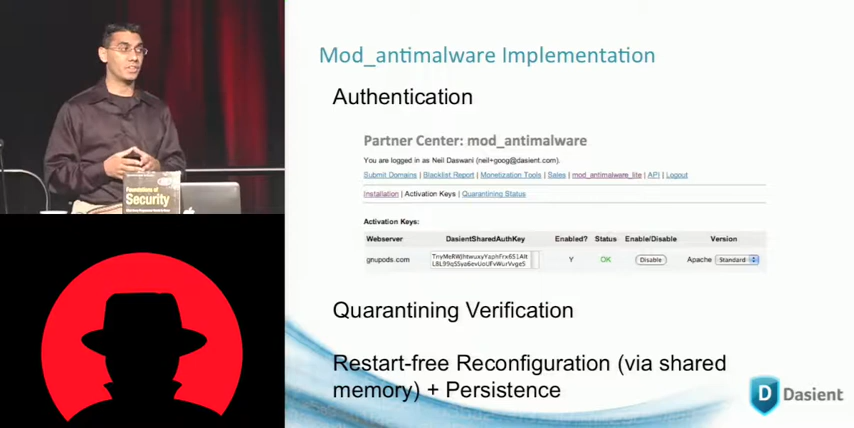 Mod_antimalware Implementation
Authentication
Partner Center: mod_antimalware
You are logged in as Neil Daswani (neil+goog@dasient.com).
Submit Domains | Blacklist Report | Monetization Tools | Sales | mod_antimalware_lite | API | Logout
Installation | Activation Keys | Quarantining Status
Activation Keys:
Webserver DasientSharedAuthKey Enabled? Status Enable/Disable Version
gnupods.com Y OK Disable Apache Standard
Foundations of
Security
Quarantining Verification
Restart-free Reconfiguration (via shared
memory) + Persistence
D Dasient